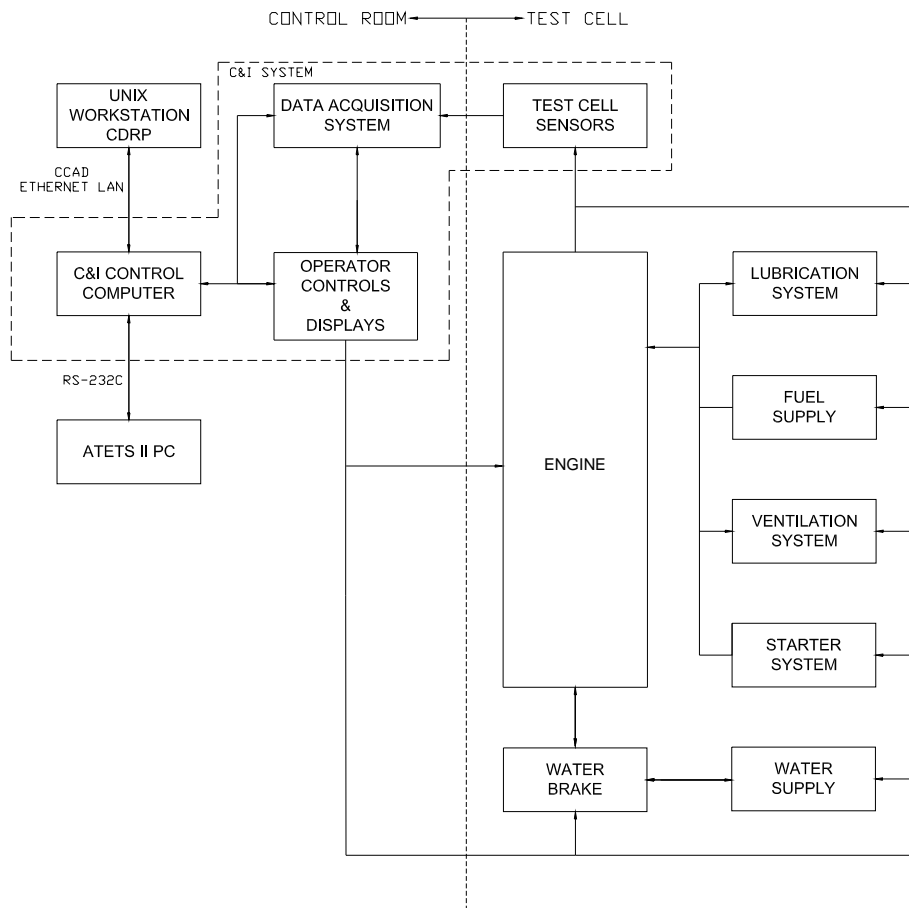 CONTROL ROOM
TEST CELL
C&I SYSTEM
UNIX
WORKSTATION
CDRP
DATA ACQUISITION
SYSTEM
TEST CELL
SENSORS
CCAD
ETHERNET LAN
C&I CONTROL
COMPUTER
OPERATOR
CONTROLS
&
DISPLAYS
LUBRICATION
SYSTEM
RS-232C
FUEL
SUPPLY
ATETS II PC
ENGINE
VENTILATION
SYSTEM
STARTER
SYSTEM
WATER
BRAKE
WATER
SUPPLY